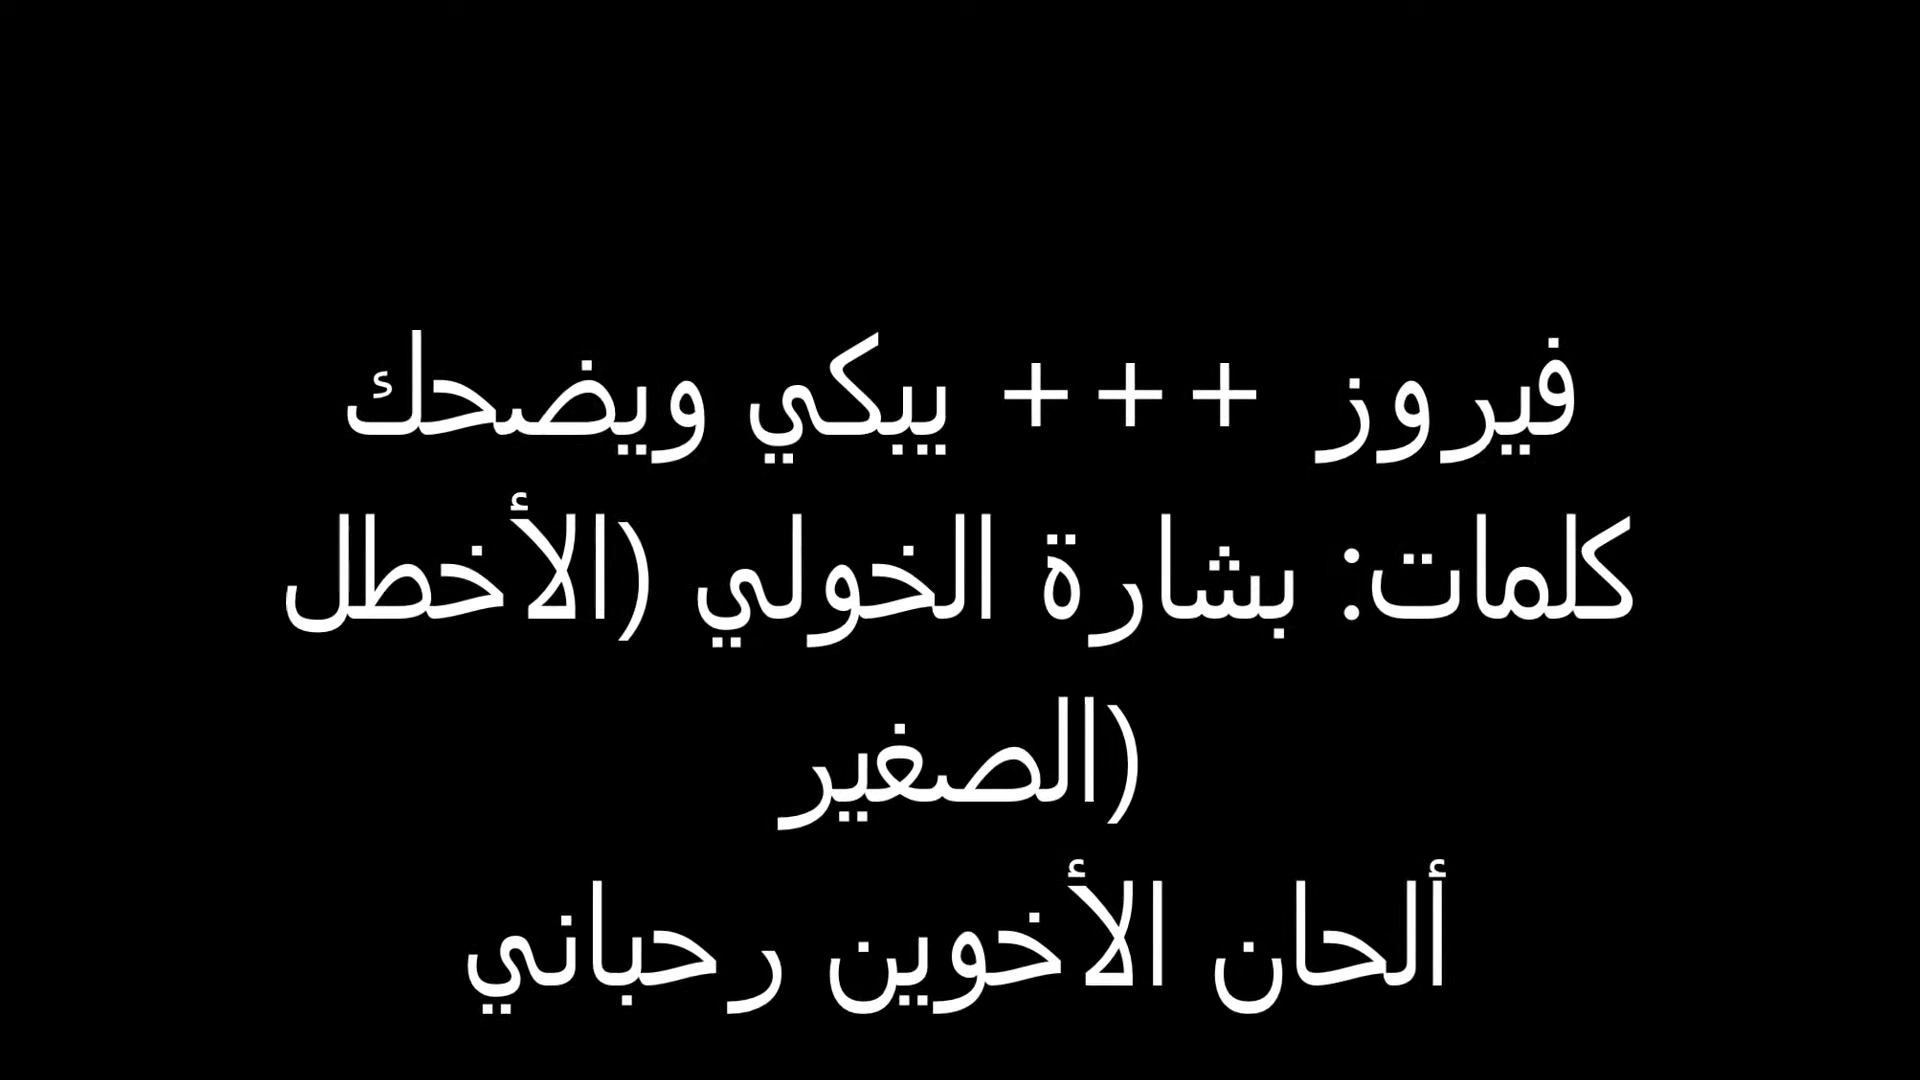 فيروز +++ يبكي ويضحك
كلمات: بشارة الخولي (الأخطل
(الصغير
ألحان الأخوين رحباني